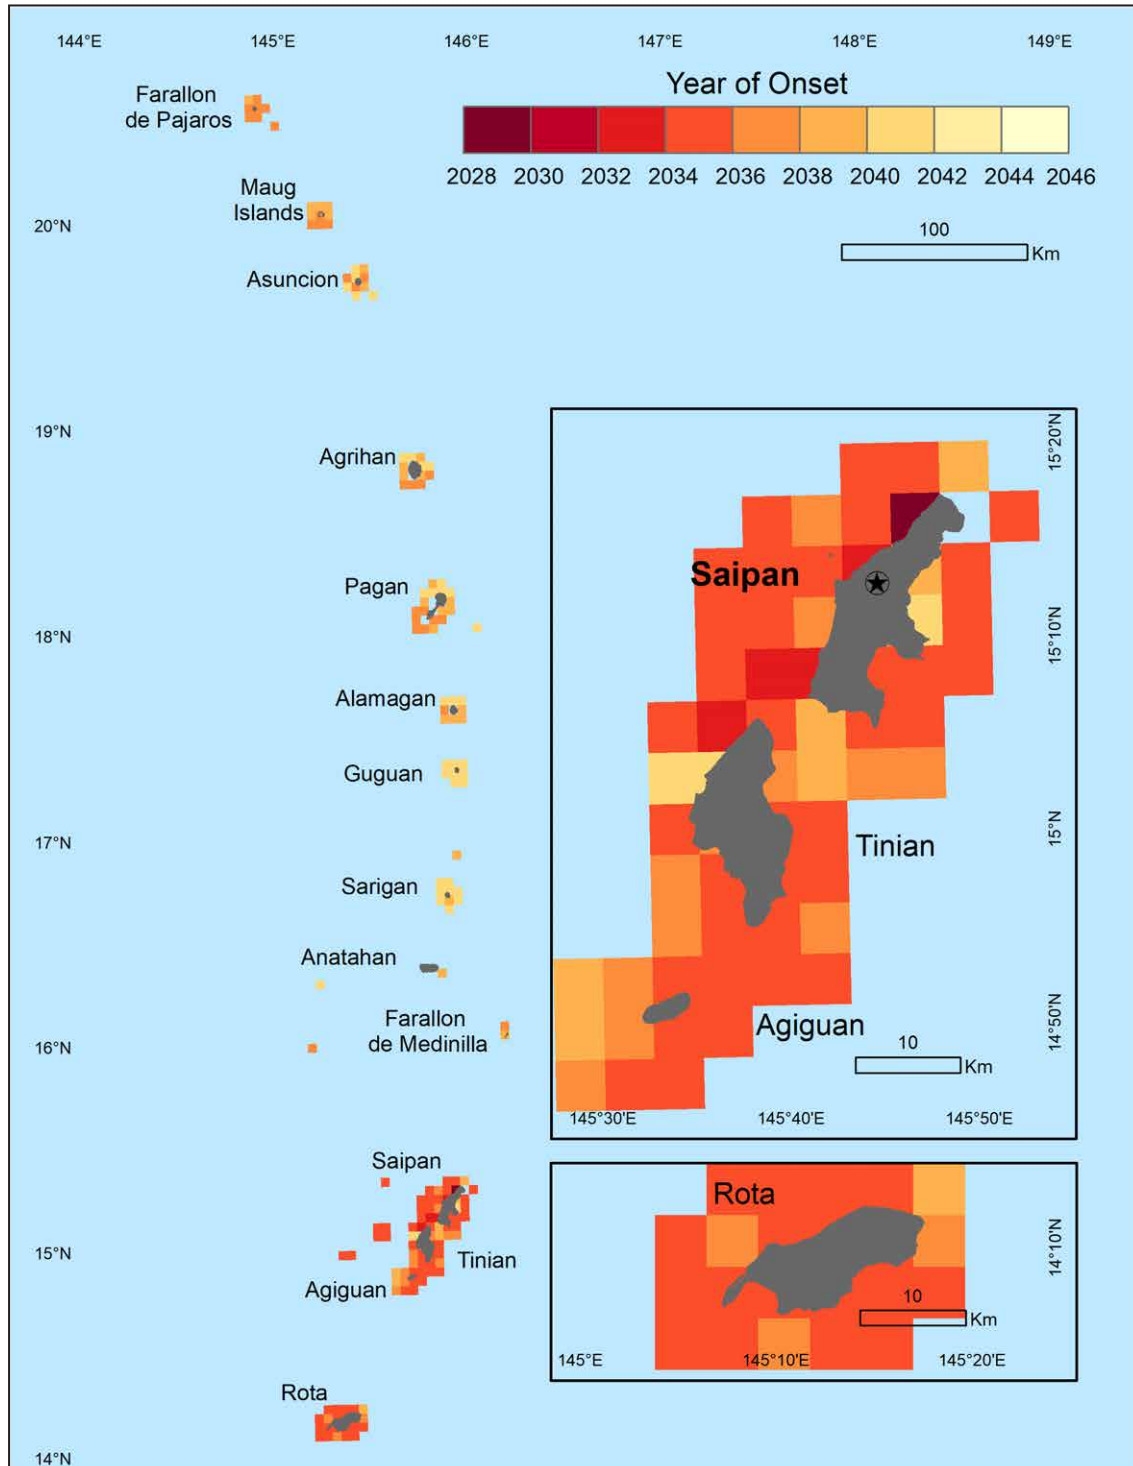 144°E 145°E 146°E 147°E 148°E 149°E
Year of Onset
2028 2030 2032 2034 2036 2038 2040 2042 2044 2046
100
Km
Farallon
de Pajaros
Maug
Islands
20°N
Asuncion
19°N
Agrihan
Pagan
18°N
Alamagan
Guguan
17°N
Sarigan
Anatahan
Farallon
de Medinilla
16°N
Saipan
15°N
Tinian
Agiguan
Rota
14°N
15°20'N
Saipan
15°10'N
15°N
Tinian
14°50'N
Agiguan
10
Km
145°30'E 145°40'E 145°50'E
Rota
14°10'N
10
Km
145°E 145°10'E 145°20'E